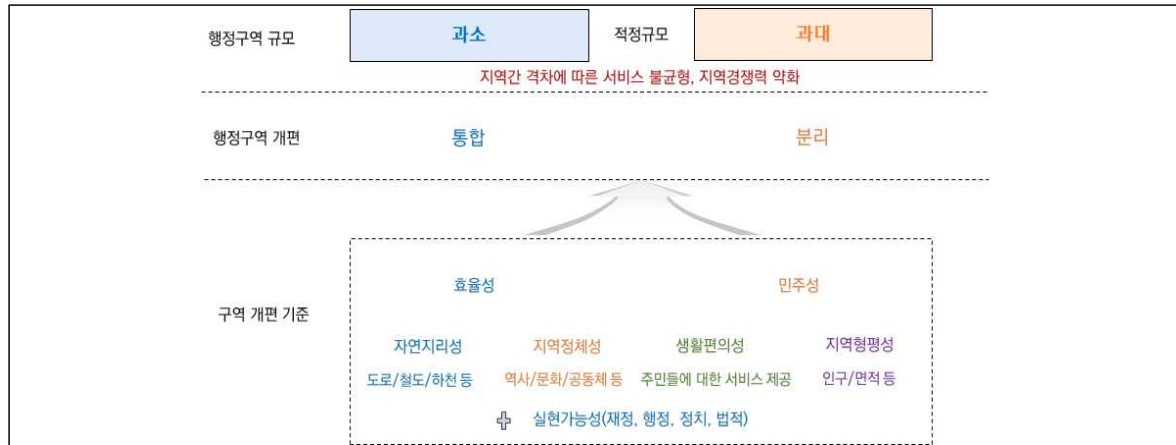 행정구역 규모 과소 적정규모 과대
지역간 격차에 따른 서비스 불균형, 지역경쟁력 약화
행정구역 개편 통합 분리
효율성 민주성
구역 개편 기준
자연지리성 지역정체성 생활편의성 지역형평성
도로/철도/하천 등 역사/문화/공동체 등 주민들에 대한 서비스 제공 인구/면적 등
실현가능성(재정, 행정, 정치, 법적)